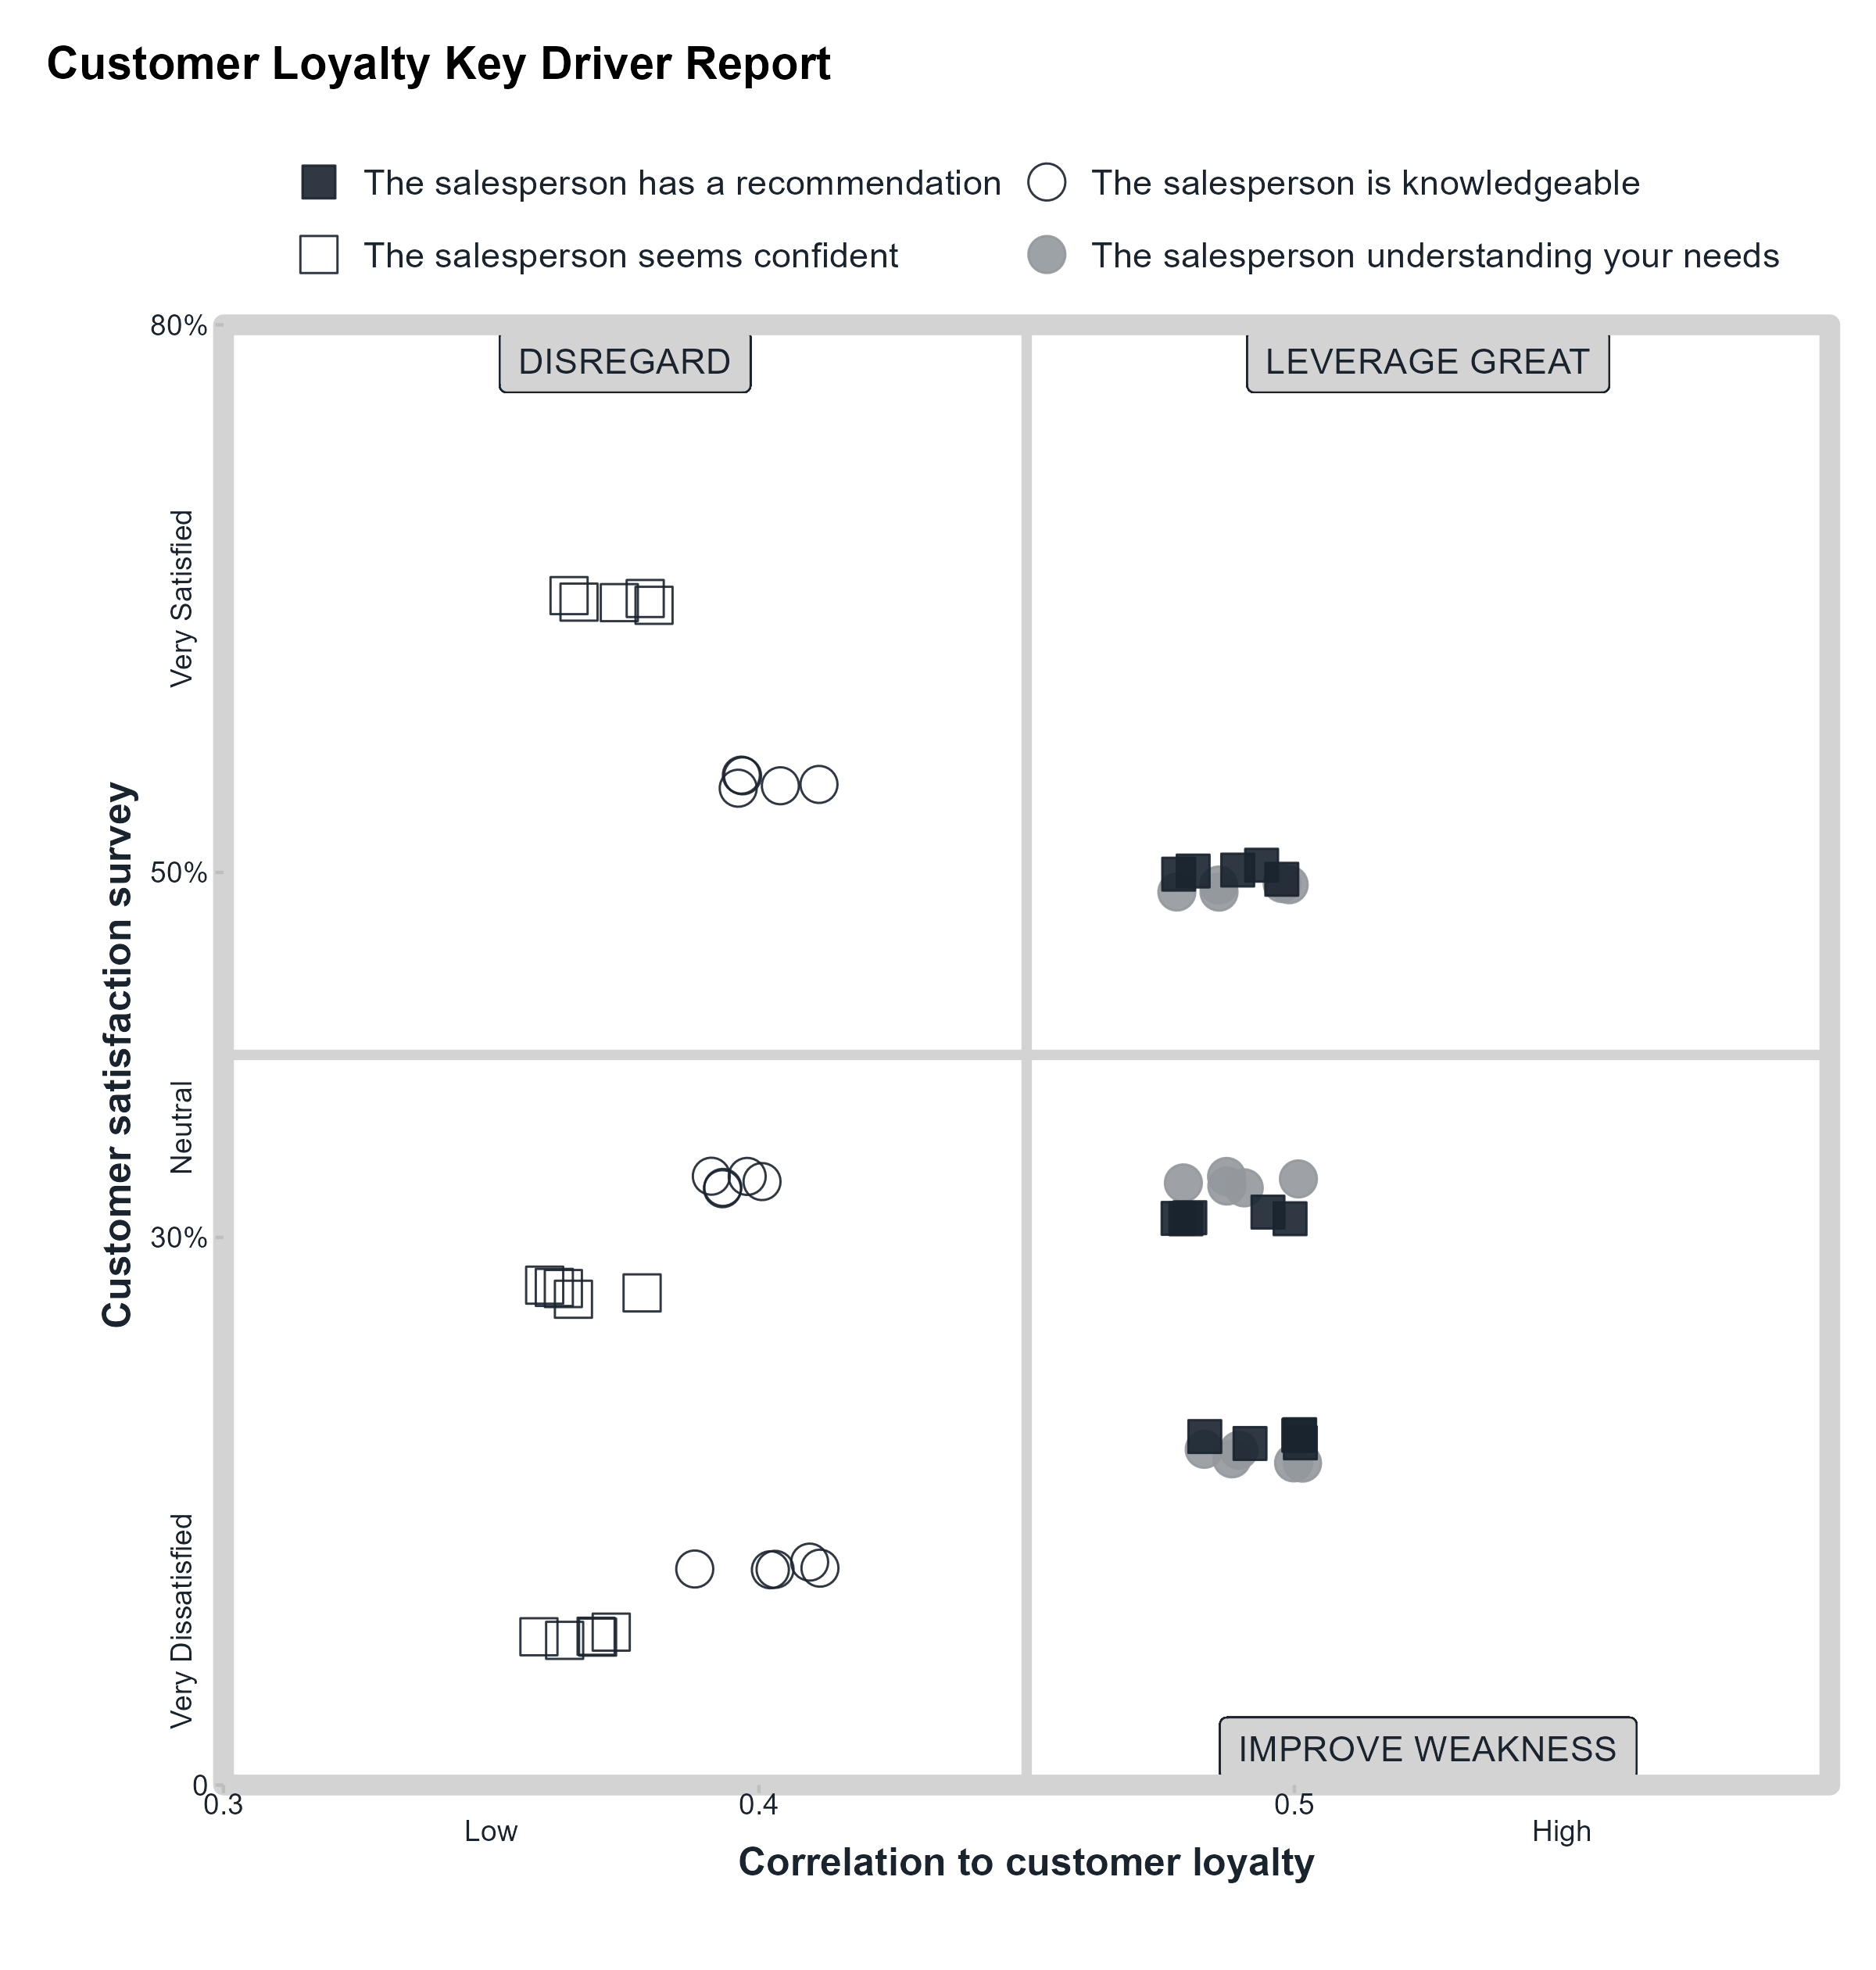 Customer Loyalty Key Driver Report
The salesperson has a recommendation
The salesperson is knowledgeable
The salesperson seems confident
The salesperson understanding your needs
80%
DISREGARD
LEVERAGE GREAT
Very Satisfied
50%
Customer satisfaction survey
Neutral
30%
Very Dissatisfied
IMPROVE WEAKNESS
0
0.3
0.4
0.5
Low
High
Correlation to customer loyalty